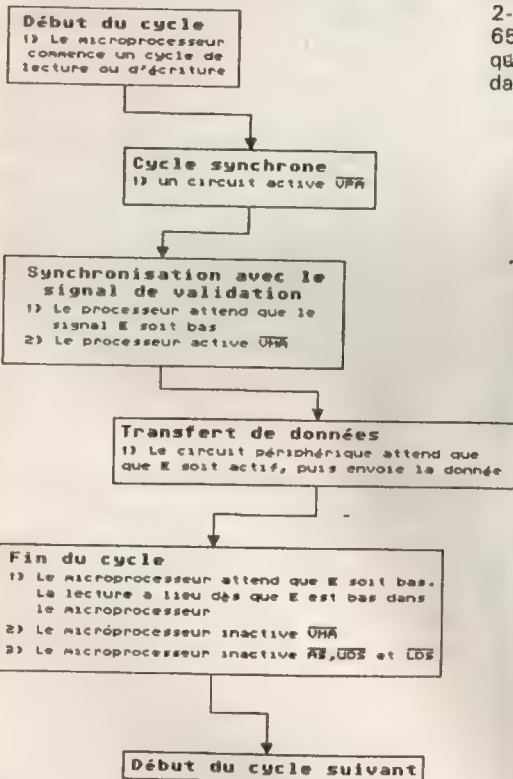 Début du cycle
1) Le microprocesseur
commence un cycle de
lecture ou d'écriture
2-
65
que
da
Cycle synchrone
1) un circuit active VPA
Synchronisation avec le
signal de validation
1) Le processeur attend que le
signal E soit bas
2) Le processeur active VMA
Transfert de données
1) Le circuit périphérique attend que
que E soit actif, puis envoie la donnée
Fin du cycle
1) Le microprocesseur attend que E soit bas.
La lecture a lieu dès que E est bas dans
le microprocesseur
2) Le microprocesseur inactive VMA
3) Le microprocesseur inactive AS,UDS et LDS
Début du cycle suivant